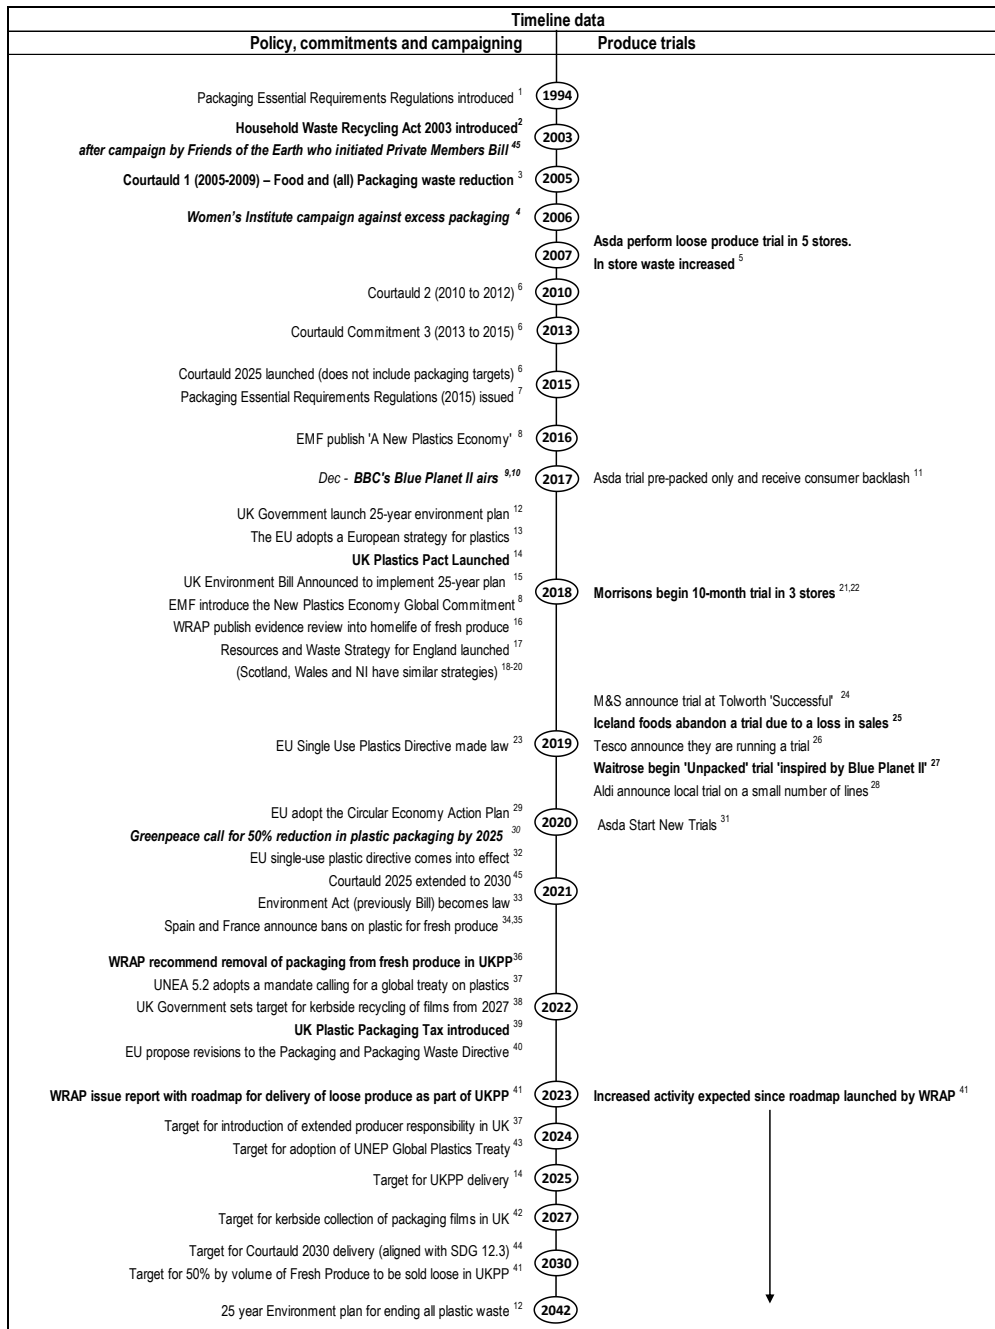 Timeline data
Policy, commitments and campaigning
Produce trials
Packaging Essential Requirements Regulations introduced 1
1994
Household Waste Recycling Act 2003 introduced2
after campaign by Friends of the Earth who initiated Private Members Bill 45
2003
Courtauld 1 (2005-2009) – Food and (all) Packaging waste reduction 3
2005
Women's Institute campaign against excess packaging 4
2006
2007
Asda perform loose produce trial in 5 stores.
In store waste increased 5
Courtauld 2 (2010 to 2012) 6
2010
Courtauld Commitment 3 (2013 to 2015) 6
2013
Courtauld 2025 launched (does not include packaging targets) 6
Packaging Essential Requirements Regulations (2015) issued 7
2015
EMF publish 'A New Plastics Economy' 8
2016
Dec - BBC's Blue Planet II airs 9,10
2017
Asda trial pre-packed only and receive consumer backlash 11
UK Government launch 25-year environment plan 12
The EU adopts a European strategy for plastics 13
UK Plastics Pact Launched 14
UK Environment Bill Announced to implement 25-year plan 15
EMF introduce the New Plastics Economy Global Commitment 8
WRAP publish evidence review into homelife of fresh produce 16
Resources and Waste Strategy for England launched 17
(Scotland, Wales and NI have similar strategies) 18-20
2018
Morrisons begin 10-month trial in 3 stores 21,22
EU Single Use Plastics Directive made law 23
2019
M&S announce trial at Tolworth 'Successful' 24
Iceland foods abandon a trial due to a loss in sales 25
Tesco announce they are running a trial 26
Waitrose begin 'Unpacked' trial 'inspired by Blue Planet II' 27
Aldi announce local trial on a small number of lines 28
EU adopt the Circular Economy Action Plan 29
Greenpeace call for 50% reduction in plastic packaging by 2025 30
2020
Asda Start New Trials 31
EU single-use plastic directive comes into effect 32
Courtauld 2025 extended to 2030 45
Environment Act (previously Bill) becomes law 33
Spain and France announce bans on plastic for fresh produce 34,35
2021
WRAP recommend removal of packaging from fresh produce in UKPP36
UNEA 5.2 adopts a mandate calling for a global treaty on plastics 37
UK Government sets target for kerbside recycling of films from 2027 38
UK Plastic Packaging Tax introduced 39
EU propose revisions to the Packaging and Packaging Waste Directive 40
2022
WRAP issue report with roadmap for delivery of loose produce as part of UKPP 41
2023
Increased activity expected since roadmap launched by WRAP 41
Target for introduction of extended producer responsibility in UK 37
Target for adoption of UNEP Global Plastics Treaty 43
2024
Target for UKPP delivery 14
2025
Target for kerbside collection of packaging films in UK 42
2027
Target for Courtauld 2030 delivery (aligned with SDG 12.3) 44
Target for 50% by volume of Fresh Produce to be sold loose in UKPP 41
2030
25 year Environment plan for ending all plastic waste 12
2042